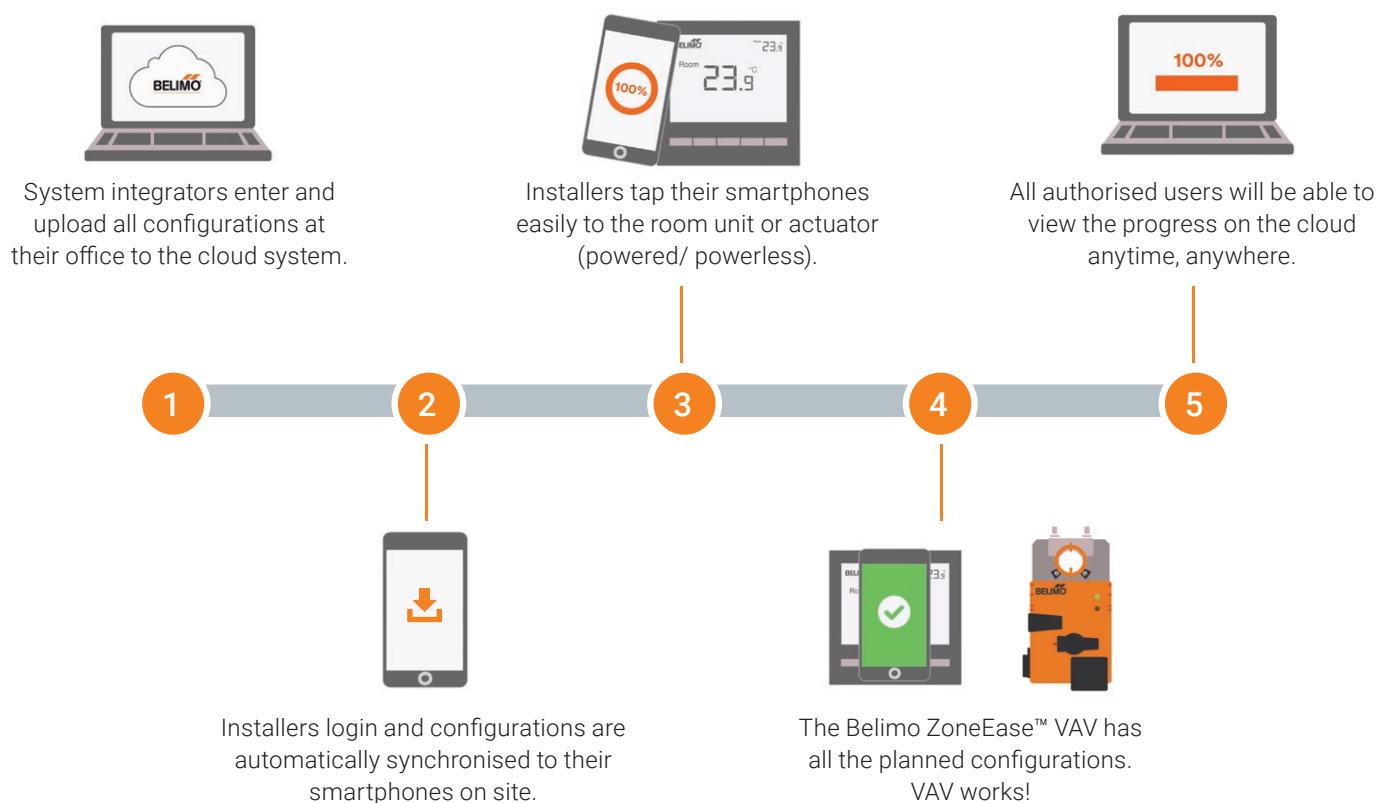 BELIMO
System integrators enter and
upload all configurations at
their office to the cloud system.
100%
BELIMO
23.9
Room
23.9°C
Installers tap their smartphones
easily to the room unit or actuator
(powered/ powerless).
100%
All authorised users will be able to
view the progress on the cloud
anytime, anywhere.
1
2
3
4
5
Installers login and configurations are
automatically synchronised to their
smartphones on site.
BELI
23.9
Ro
BELIMO
The Belimo ZoneEase™ VAV has
all the planned configurations.
VAV works!